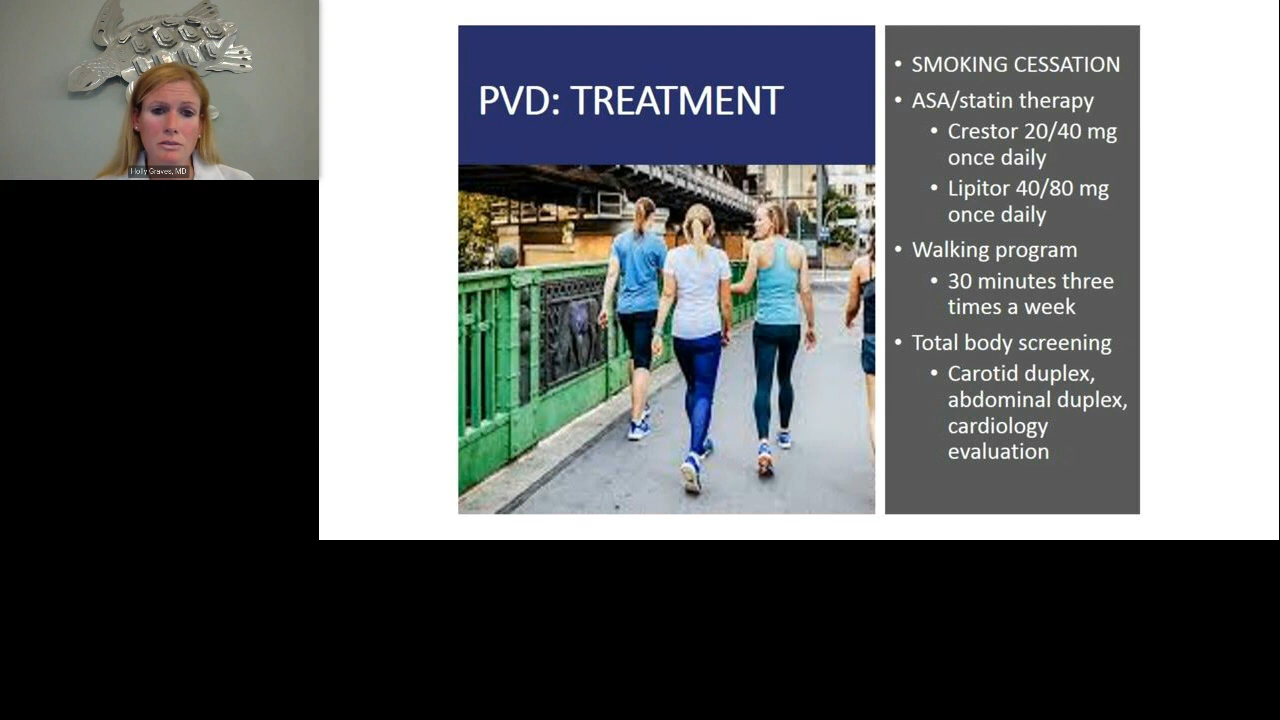 Holly Graves, MD
PVD: TREATMENT
• SMOKING CESSATION
• ASA/statin therapy
• Crestor 20/40 mg
once daily
• Lipitor 40/80 mg
once daily
• Walking program
• 30 minutes three
times a week
• Total body screening
• Carotid duplex,
abdominal duplex,
cardiology
evaluation